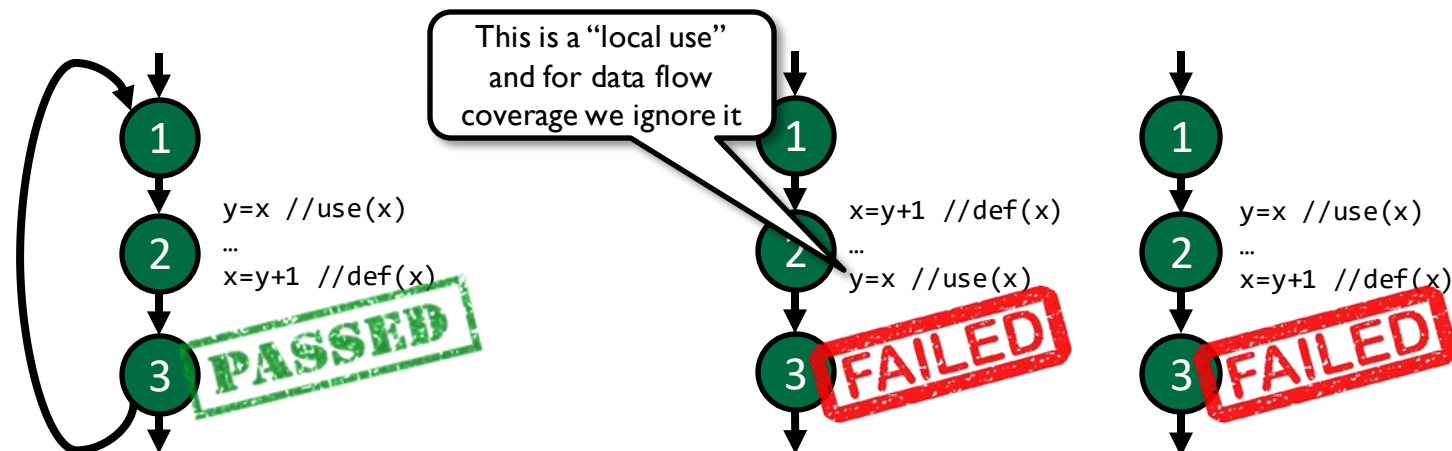 This is a “local use”
and for data flow
coverage we ignore it
1
y=x //use(x)
2
…
x=y+1 //def(x)
3
PASSED
1
x=y+1 //def(x)
2
…
y=x //use(x)
3
FAILED
1
y=x //use(x)
2
…
x=y+1 //def(x)
3
FAILED